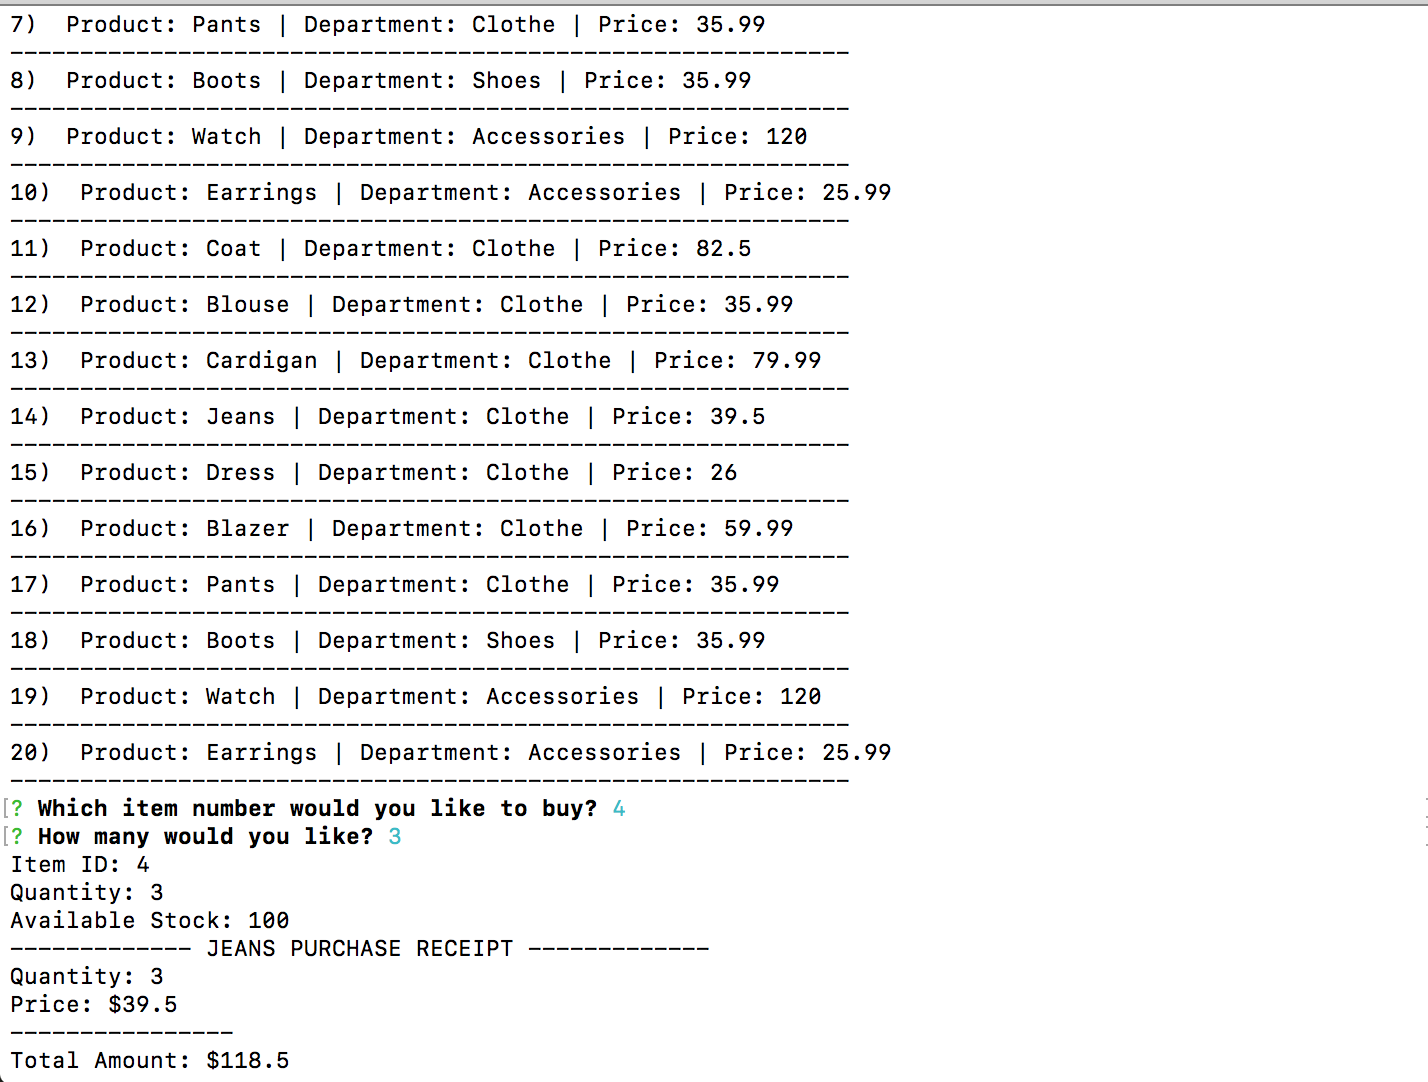 7)  Product: Pants | Department: Clothe | Price: 35.99
------------------------------------------------------------
8)  Product: Boots | Department: Shoes | Price: 35.99
------------------------------------------------------------
9)  Product: Watch | Department: Accessories | Price: 120
------------------------------------------------------------
10)  Product: Earrings | Department: Accessories | Price: 25.99
------------------------------------------------------------
11)  Product: Coat | Department: Clothe | Price: 82.5
------------------------------------------------------------
12)  Product: Blouse | Department: Clothe | Price: 35.99
------------------------------------------------------------
13)  Product: Cardigan | Department: Clothe | Price: 79.99
------------------------------------------------------------
14)  Product: Jeans | Department: Clothe | Price: 39.5
------------------------------------------------------------
15)  Product: Dress | Department: Clothe | Price: 26
------------------------------------------------------------
16)  Product: Blazer | Department: Clothe | Price: 59.99
------------------------------------------------------------
17)  Product: Pants | Department: Clothe | Price: 35.99
------------------------------------------------------------
18)  Product: Boots | Department: Shoes | Price: 35.99
------------------------------------------------------------
19)  Product: Watch | Department: Accessories | Price: 120
------------------------------------------------------------
20)  Product: Earrings | Department: Accessories | Price: 25.99
------------------------------------------------------------
[? Which item number would you like to buy? 4
[? How many would you like? 3
Item ID: 4
Quantity: 3
Available Stock: 100
------------- JEANS PURCHASE RECEIPT -------------
Quantity: 3
Price: $39.5
----------------
Total Amount: $118.5